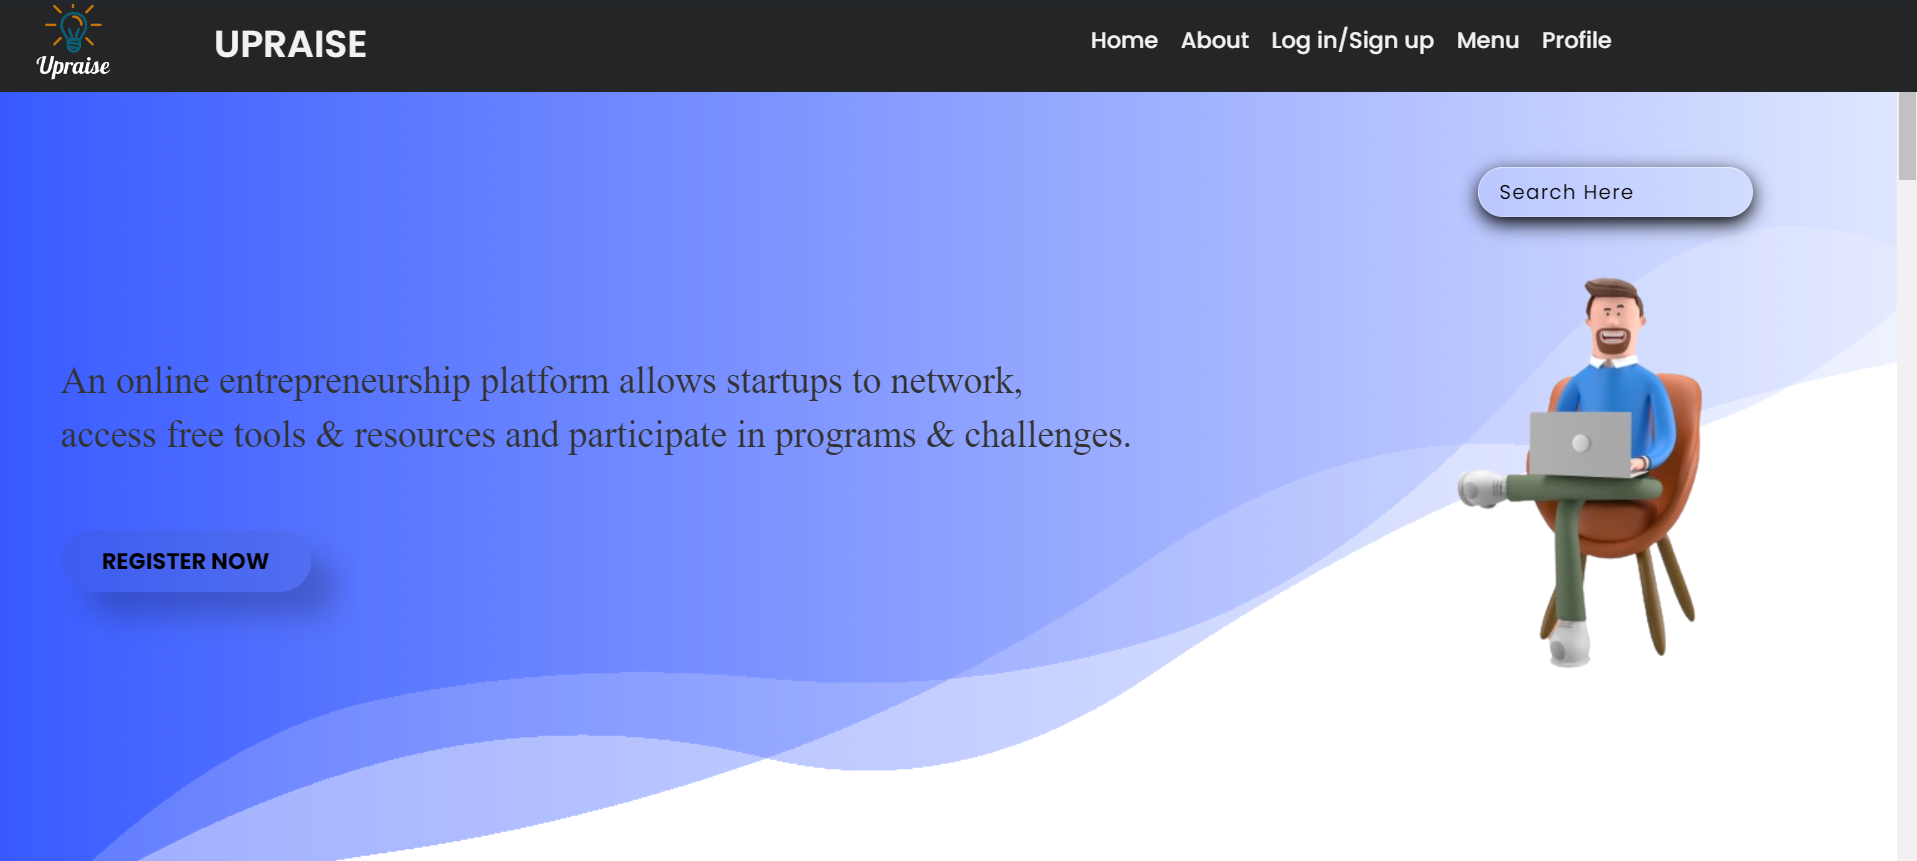 Upraise
UPRAISE
Home About Log in/Sign up Menu Profile
Search Here
An online entrepreneurship platform allows startups to network,
access free tools & resources and participate in programs & challenges.
REGISTER NOW